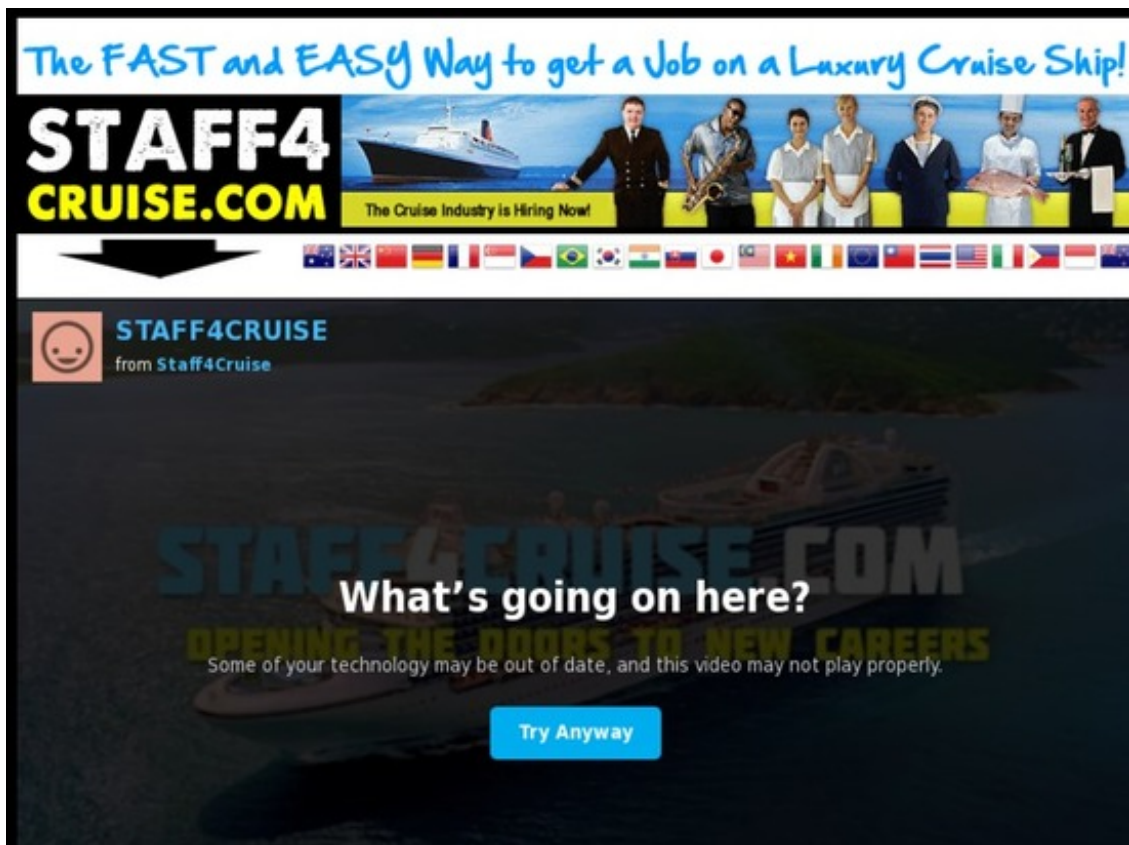 The FAST and EASY Way to get a Job on a Luxury Cruise Ship!
STAFF4
CRUISE.COM
The Cruise Industry is Hiring Now!
STAFF4CRUISE
from Staff4Cruise
STAFF4CRUISE.COM
What's going on here?
OPENING THE DOORS TO NEW CAREERS
Some of your technology may be out of date, and this video may not play properly.
Try Anyway